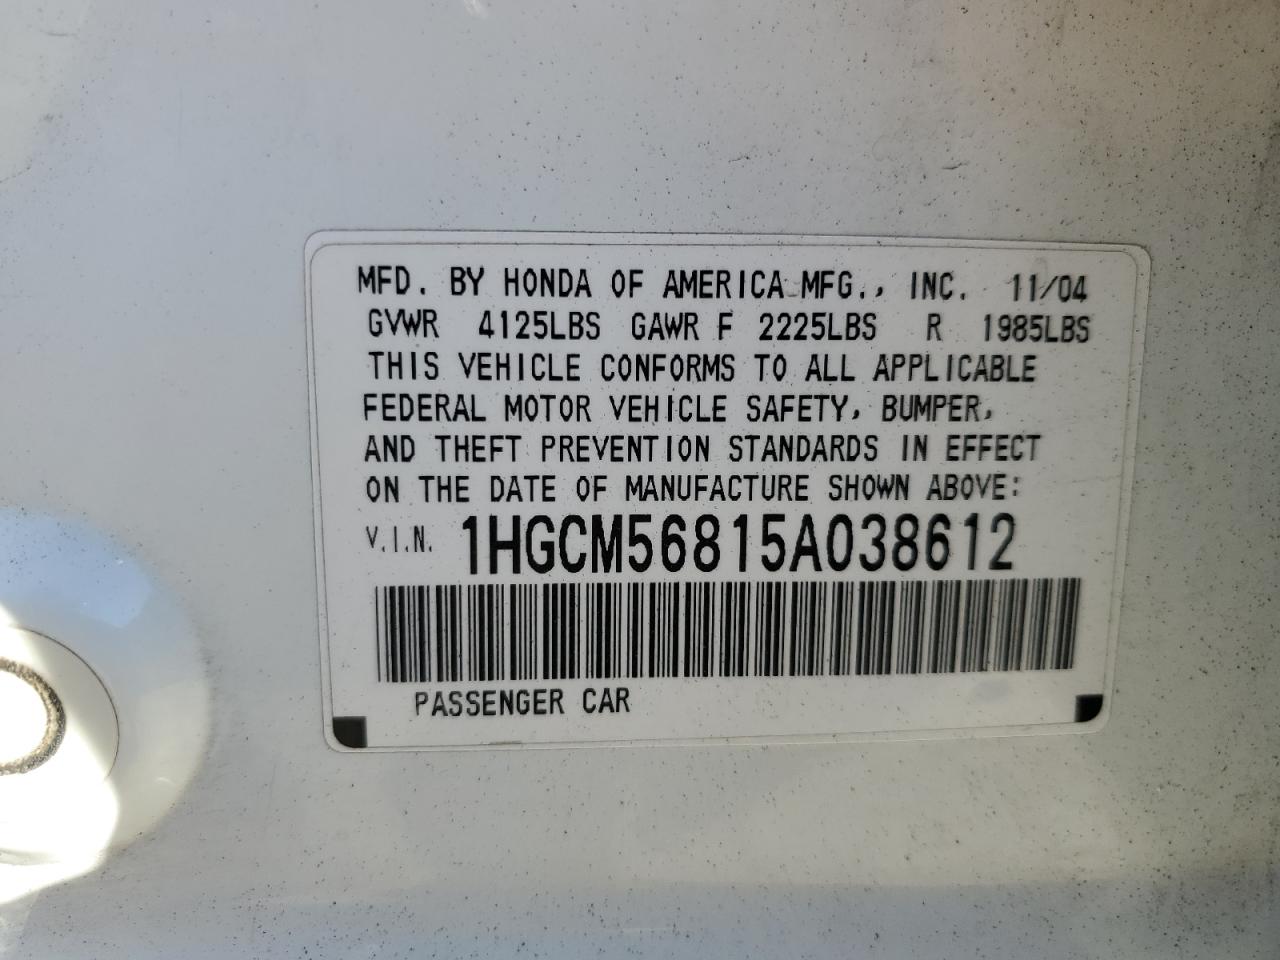 MFD. BY HONDA OF AMERICA MFG., INC. 11/04
GVWR 4125LBS GAWR F 2225LBS R 1985LBS
THIS VEHICLE CONFORMS TO ALL APPLICABLE
FEDERAL MOTOR VEHICLE SAFETY, BUMPER,
AND THEFT PREVENTION STANDARDS IN EFFECT
ON THE DATE OF MANUFACTURE SHOWN ABOVE:
V.I.N. 1HGCM56815A038612
PASSENGER CAR